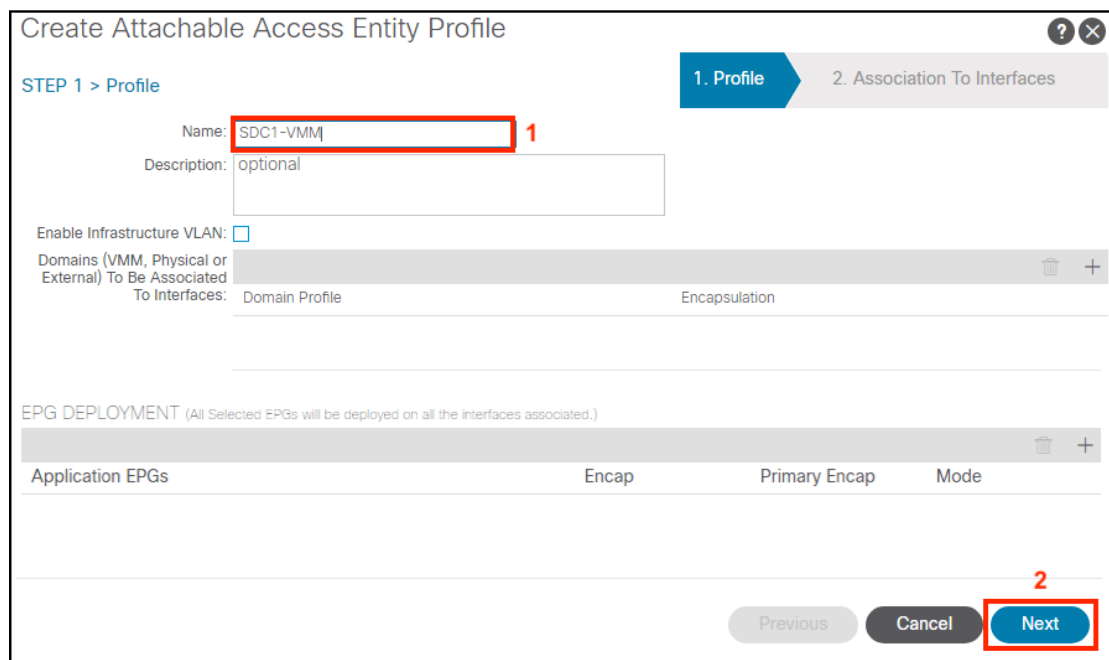 Create Attachable Access Entity Profile
?
STEP 1 > Profile
1. Profile
2. Association To Interfaces
Name: SDC1-VMM 1
Description: optional
Enable Infrastructure VLAN:
Domains (VMM, Physical or
External) To Be Associated
To Interfaces:
Domain Profile Encapsulation
EPG DEPLOYMENT (All Selected EPGs will be deployed on all the interfaces associated.)
Application EPGs Encap Primary Encap Mode
2
Previous Cancel Next